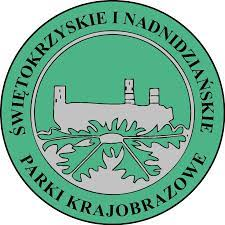 ŚWIĘTOKRZYSKIE I NADNIDZIAŃSKIE
PARKI KRAJOBRAZOWE